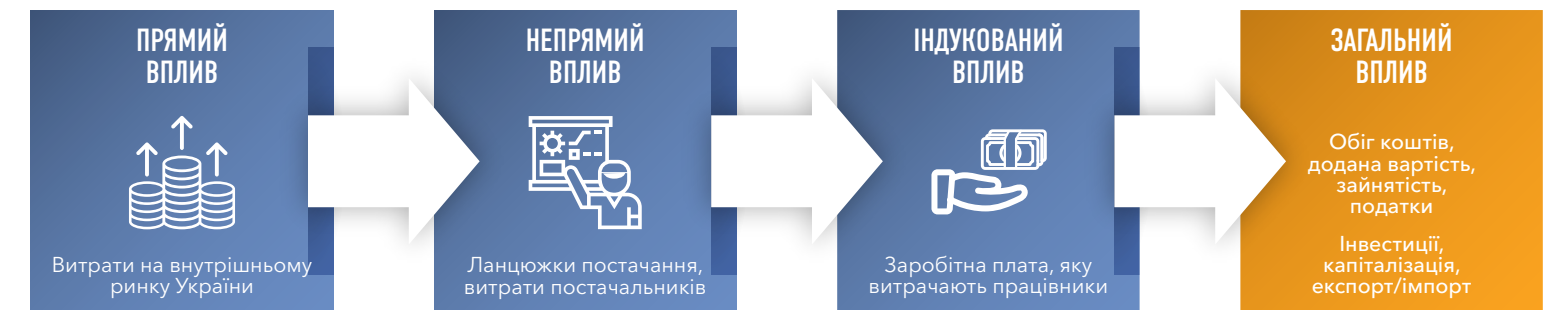 ПРЯМИЙ
ВПЛИВ
Витрати на внутрішньому
ринку України
НЕПРЯМИЙ
ВПЛИВ
Ланцюжки постачання,
витрати постачальників
ІНДУКОВАНИЙ
ВПЛИВ
Заробітна плата, яку
витрачають працівники
ЗАГАЛЬНИЙ
ВПЛИВ
Обіг коштів,
додана вартість,
зайнятість,
податки
Інвестиції,
капіталізація,
експорт/імпорт